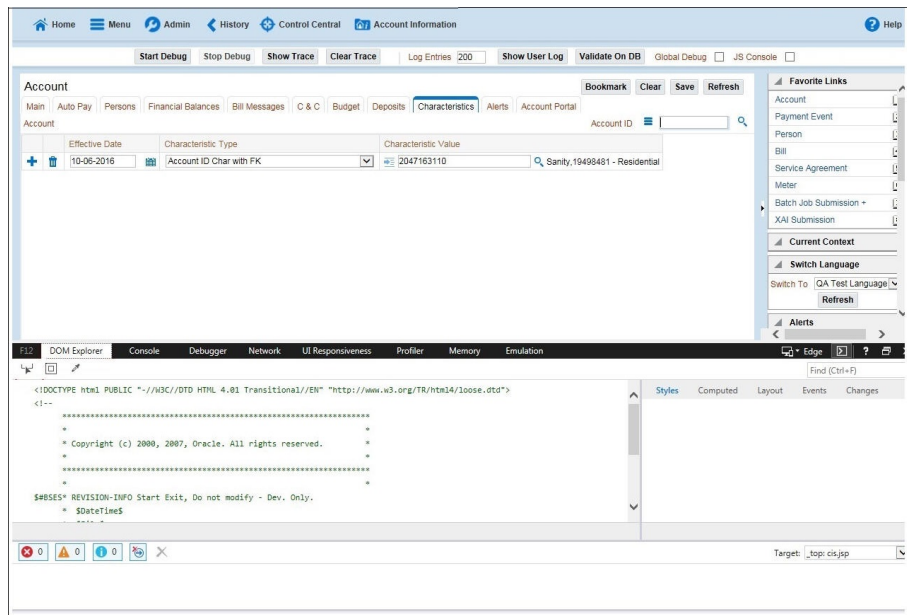 Home Menu Admin History Control Central Account Information Help
Start Debug Stop Debug Show Trace Clear Trace Log Entries 200 Show User Log Validate On DB Global Debug JS Console
Account Bookmark Clear Save Refresh
Main Auto Pay Persons Financial Balances Bill Messages C & C Budget Deposits Characteristics Alerts Account Portal
Account Account ID
Effective Date Characteristic Type Characteristic Value
10-06-2016 Account ID Char with FK 2047163110 Sanity,19498481 - Residential
Favorite Links
Account
Payment Event
Person
Bill
Service Agreement
Meter
Batch Job Submission +
XAI Submission
Current Context
Switch Language
Switch To QA Test Language
Refresh
Alerts
F12 DOM Explorer Console Debugger Network UI Responsiveness Profiler Memory Emulation Edge ?
Find (Ctrl+F)
<!DOCTYPE html PUBLIC "-//W3C//DTD HTML 4.01 Transitional//EN" "http://www.w3.org/TR/html4/loose.dtd">
<!--
* Copyright (c) 2000, 2007, Oracle. All rights reserved. *
$#BSES* REVISION-INFO Start Exit, Do not modify - Dev. Only.
* $DateTime$
Styles Computed Layout Events Changes
0 0 0
Target: _top: cis.jsp